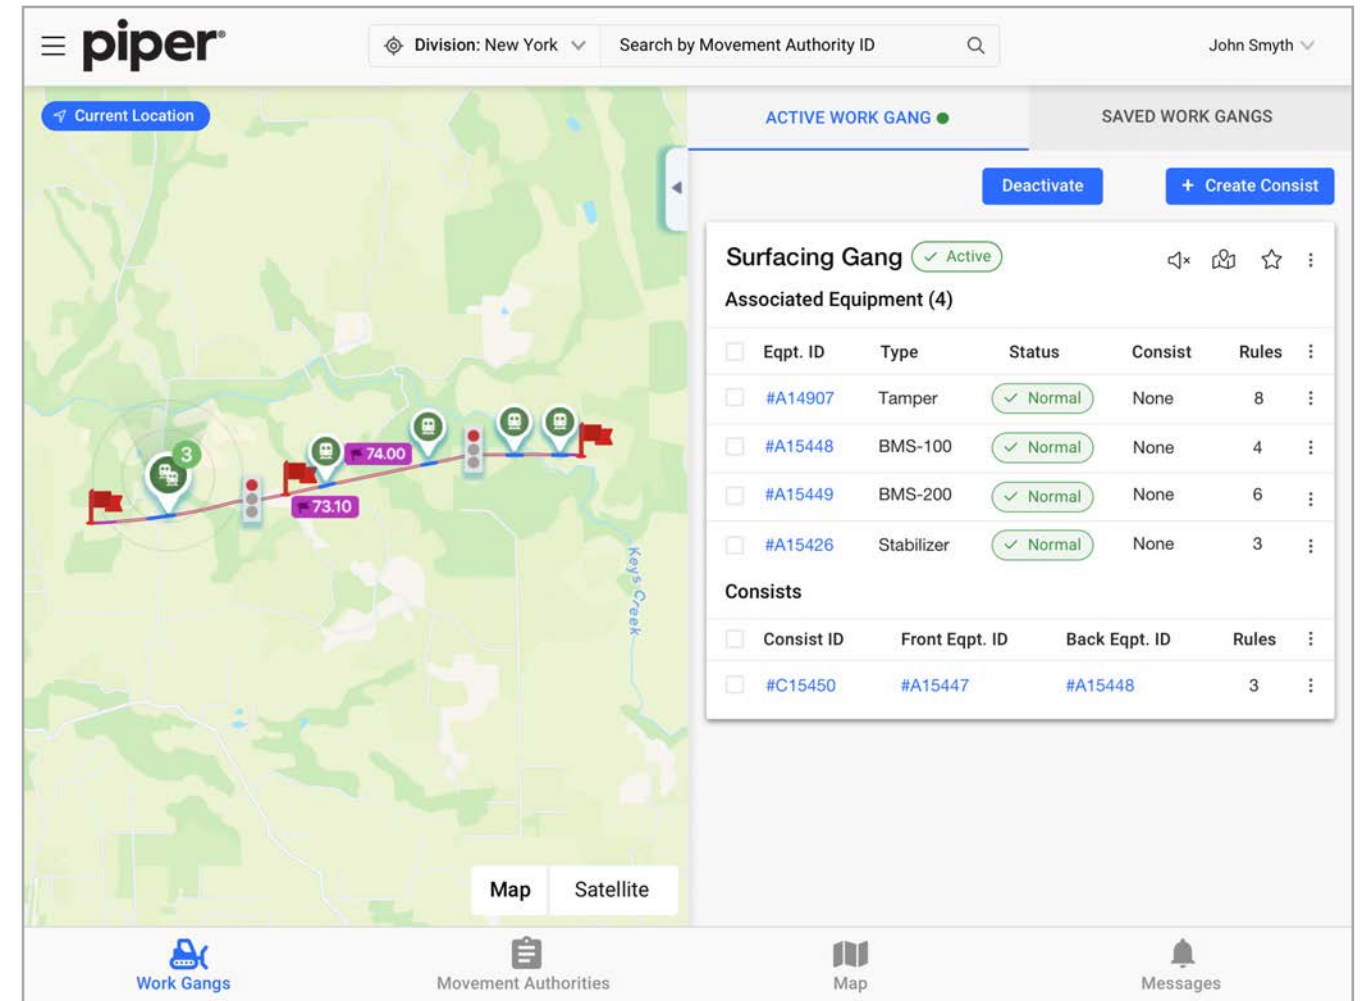 piper®
Division: New York
Search by Movement Authority ID
John Smyth
Current Location
ACTIVE WORK GANG
SAVED WORK GANGS
Deactivate
+ Create Consist
Surfacing Gang
Active
Associated Equipment (4)
Eqpt. ID Type Status Consist Rules
#A14907 Tamper Normal None 8
#A15448 BMS-100 Normal None 4
#A15449 BMS-200 Normal None 6
#A15426 Stabilizer Normal None 3
Consists
Consist ID Front Eqpt. ID Back Eqpt. ID Rules
#C15450 #A15447 #A15448 3
3
74.00
73.10
Keys Creek
Map
Satellite
Work Gangs
Movement Authorities
Map
Messages